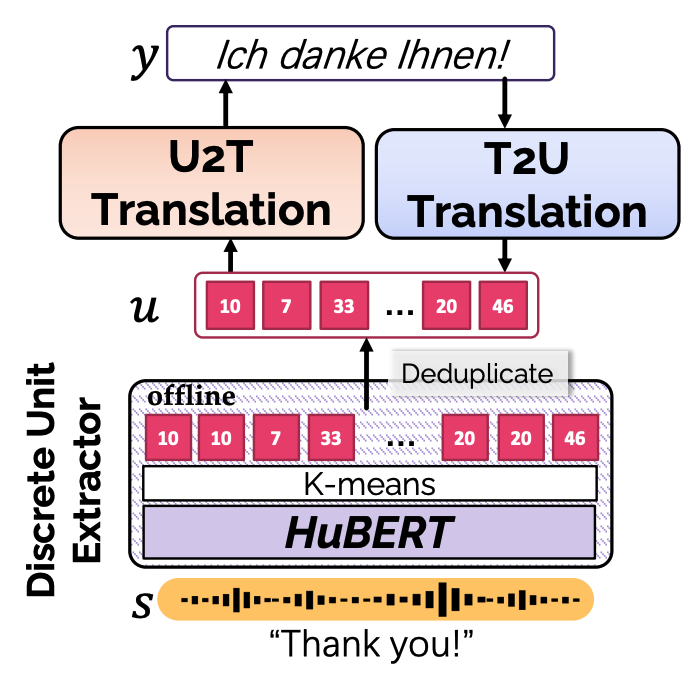 y
Ich danke Ihnen!
U2T
Translation
T2U
Translation
u
10 7 33 ... 20 46
Deduplicate
Discrete Unit
Extractor
offline
10 10 7 33 ... 20 20 46
K-means
HuBERT
s
“Thank you!”